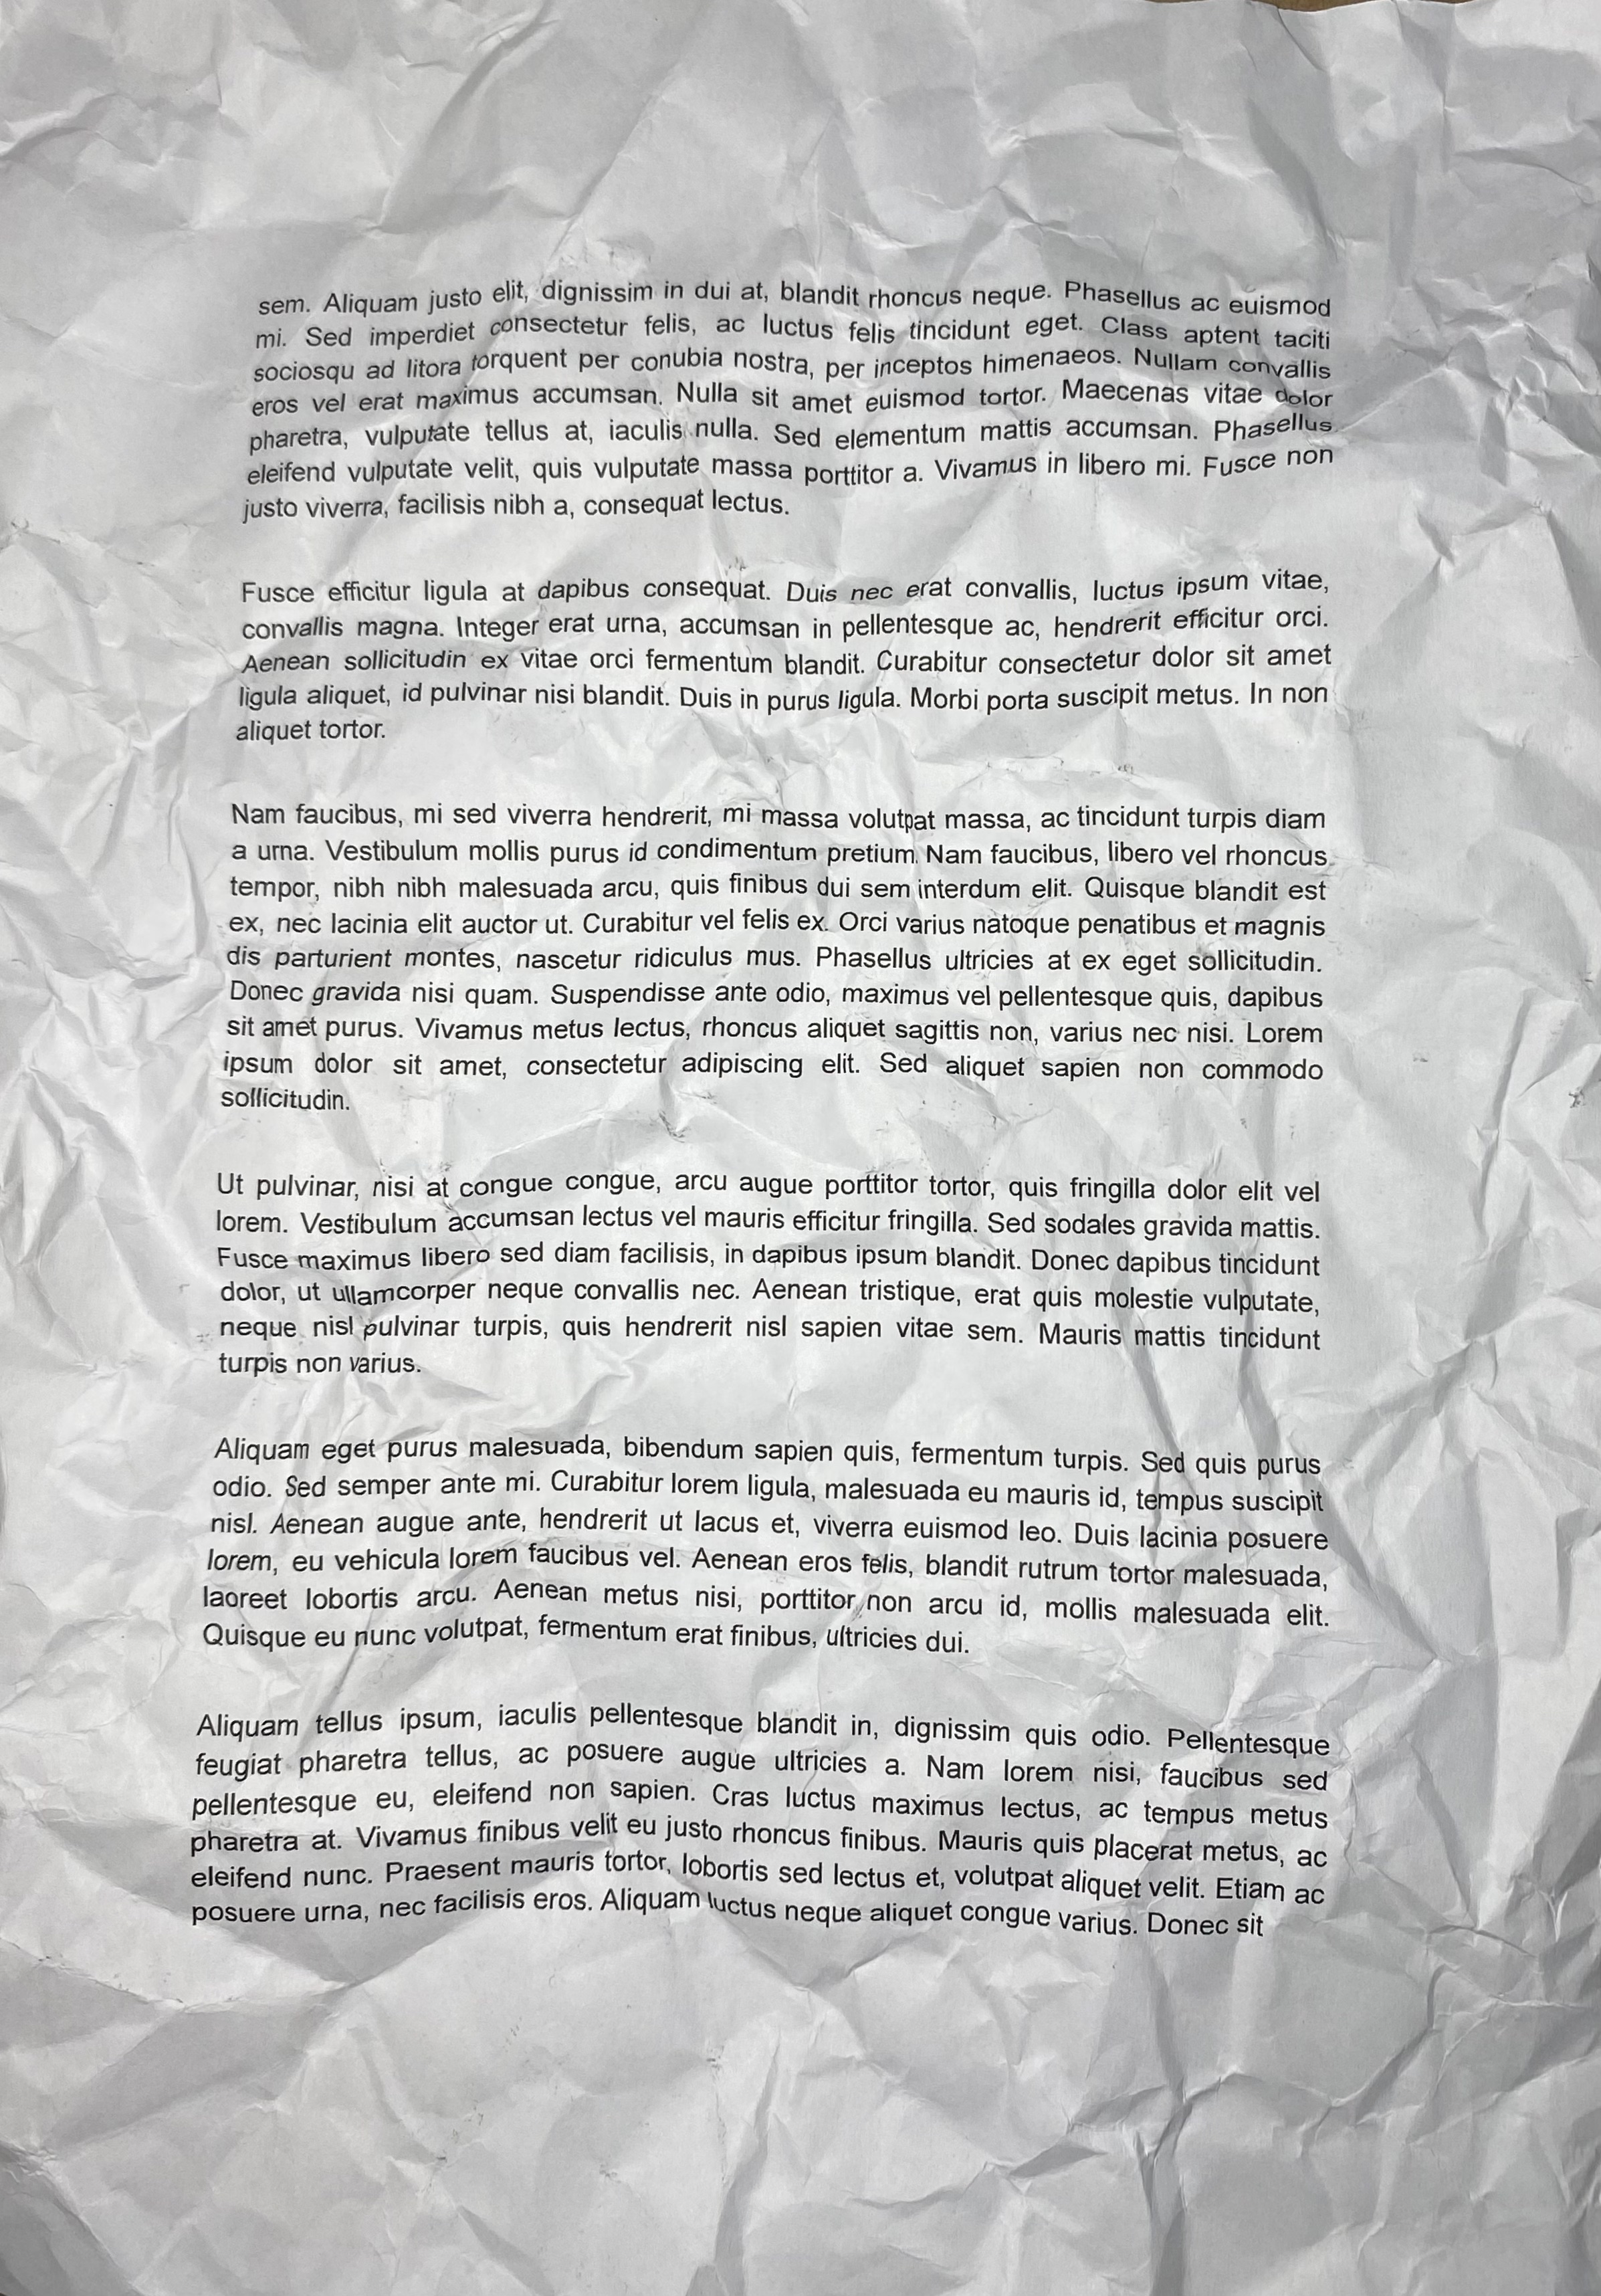 sem. Aliquam justo elit, dignissim in dui at, blandit rhoncus neque. Phasellus ac euismod
mi. Sed imperdiet consectetur felis, ac luctus felis tincidunt eget. Class aptent taciti
sociosqu ad litora torquent per conubia nostra, per inceptos himenaeos. Nullam convallis
eros vel erat maximus accumsan. Nulla sit amet euismod tortor. Maecenas vitae dolor
pharetra, vulputate tellus at, iaculis nulla. Sed elementum mattis accumsan. Phasellus
eleifend vulputate velit, quis vulputate massa porttitor a. Vivamus in libero mi. Fusce non
justo viverra, facilisis nibh a, consequat lectus.
Fusce efficitur ligula at dapibus consequat. Duis nec erat convallis, luctus ipsum vitae,
convallis magna. Integer erat urna, accumsan in pellentesque ac, hendrerit efficitur orci.
Aenean sollicitudin ex vitae orci fermentum blandit. Curabitur consectetur dolor sit amet
ligula aliquet, id pulvinar nisi blandit. Duis in purus ligula. Morbi porta suscipit metus. In non
aliquet tortor.
Nam faucibus, mi sed viverra hendrerit, mi massa volutpat massa, ac tincidunt turpis diam
a urna. Vestibulum mollis purus id condimentum pretium. Nam faucibus, libero vel rhoncus
tempor, nibh nibh malesuada arcu, quis finibus dui sem interdum elit. Quisque blandit est
ex, nec lacinia elit auctor ut. Curabitur vel felis ex. Orci varius natoque penatibus et magnis
dis parturient montes, nascetur ridiculus mus. Phasellus ultricies at ex eget sollicitudin.
Donec gravida nisi quam. Suspendisse ante odio, maximus vel pellentesque quis, dapibus
sit amet purus. Vivamus metus lectus, rhoncus aliquet sagittis non, varius nec nisi. Lorem
ipsum dolor sit amet, consectetur adipiscing elit. Sed aliquet sapien non commodo
sollicitudin.
Ut pulvinar, nisi at congue congue, arcu augue porttitor tortor, quis fringilla dolor elit vel
lorem. Vestibulum accumsan lectus vel mauris efficitur fringilla. Sed sodales gravida mattis.
Fusce maximus libero sed diam facilisis, in dapibus ipsum blandit. Donec dapibus tincidunt
dolor, ut ullamcorper neque convallis nec. Aenean tristique, erat quis molestie vulputate,
neque nisl pulvinar turpis, quis hendrerit nisl sapien vitae sem. Mauris mattis tincidunt
turpis non varius.
Aliquam eget purus malesuada, bibendum sapien quis, fermentum turpis. Sed quis purus
odio. Sed semper ante mi. Curabitur lorem ligula, malesuada eu mauris id, tempus suscipit
nisl. Aenean augue ante, hendrerit ut lacus et, viverra euismod leo. Duis lacinia posuere
lorem, eu vehicula lorem faucibus vel. Aenean eros felis, blandit rutrum tortor malesuada,
laoreet lobortis arcu. Aenean metus nisi, porttitor non arcu id, mollis malesuada elit.
Quisque eu nunc volutpat, fermentum erat finibus, ultricies dui.
Aliquam tellus ipsum, iaculis pellentesque blandit in, dignissim quis odio. Pellentesque
feugiat pharetra tellus, ac posuere augue ultricies a. Nam lorem nisi, faucibus sed
pellentesque eu, eleifend non sapien. Cras luctus maximus lectus, ac tempus metus
pharetra at. Vivamus finibus velit eu justo rhoncus finibus. Mauris quis placerat metus, ac
eleifend nunc. Praesent mauris tortor, lobortis sed lectus et, volutpat aliquet velit. Etiam ac
posuere urna, nec facilisis eros. Aliquam luctus neque aliquet congue varius. Donec sit